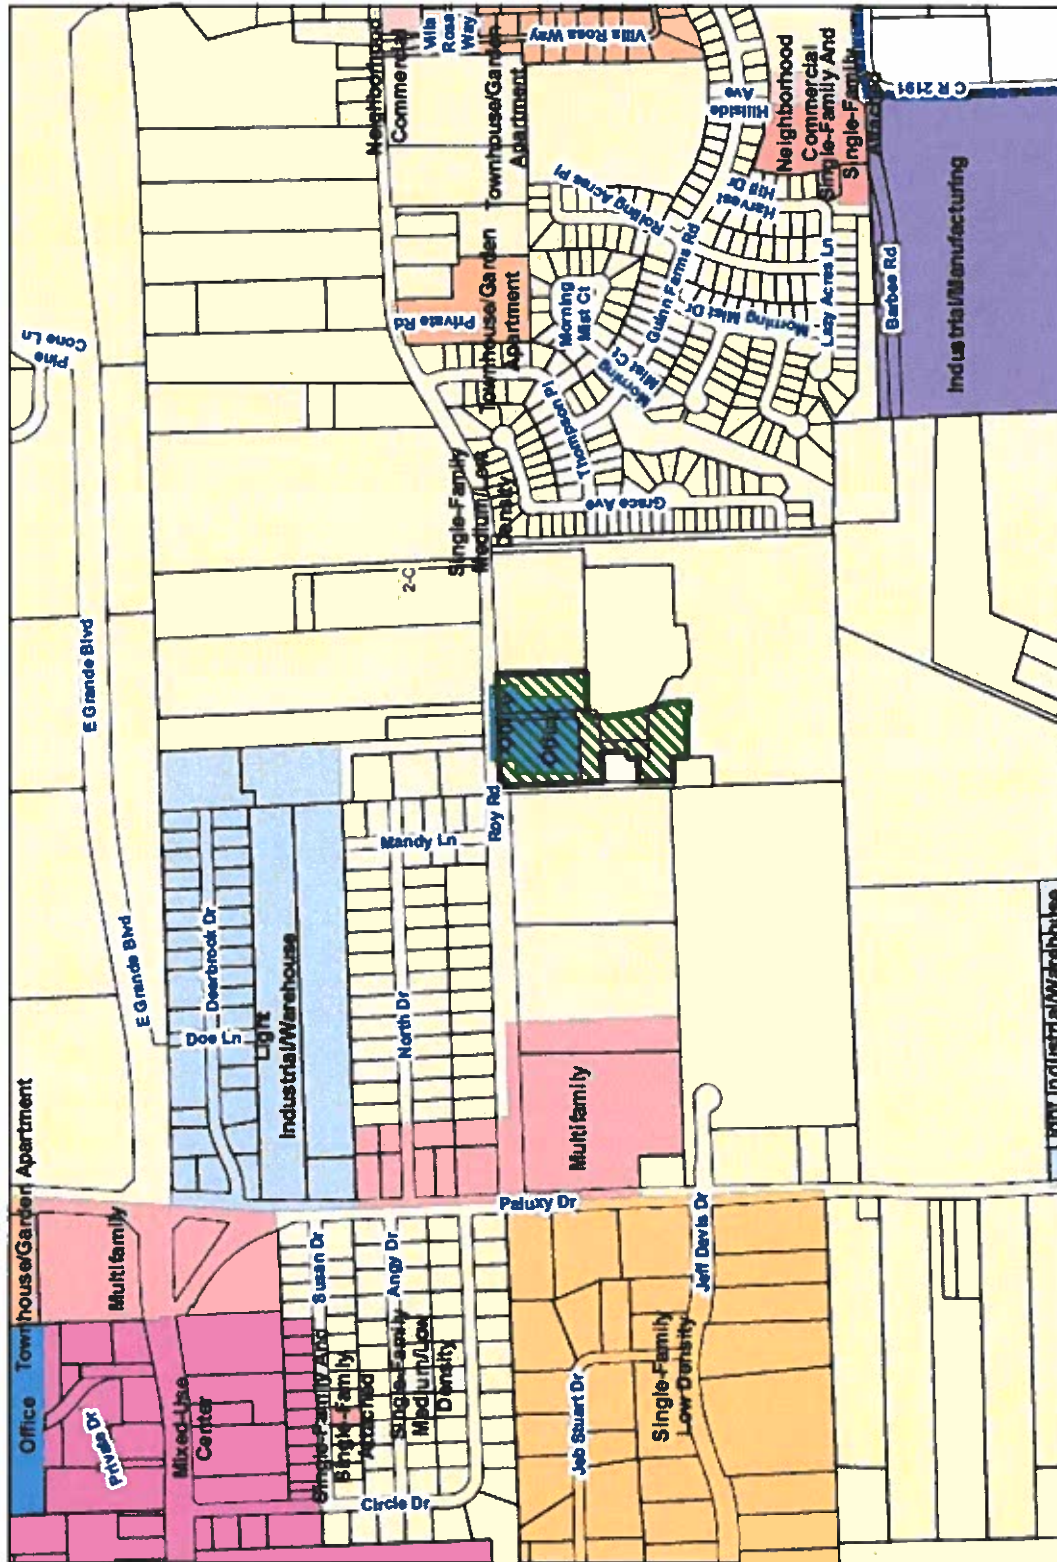 Pine
Cone Ln
E Grande Blvd
E Grande Blvd
Neighborhood
Commercial
Villa
Rosa
Way
Villa Rosa Way
Townhouse/Garden
Apartment
Hillside
Ave
Neighborhood
Commercial
Single-Family And
Single-Family
Attached
C R 2191
Industrial/Manufacturing
Barbee Rd
Lazy Acres Ln
Harvest
Hill Dr
Rolling Acres Pl
Guinn Farms Rd
Morning
Mist Dr
Morning
Mist Ct
Morning
Mist Ct
Private Rd
Townhouse/Garden
Apartment
Thompson Pl
Grace Ave
Single-Family
Medium/Low
Density
2-C
Roy Rd
Mandy Ln
North Dr
Deerbrook Dr
Doe Ln
Light
Industrial/Warehouse
Multifamily
Paluxy Dr
Jeff Davis Dr
Light Industrial/Warehouse
Townhouse/Garden Apartment
Multifamily
Office
Private Dr
Mixed-Use
Center
Susan Dr
Single-Family And
Single-Family
Attached
Angy Dr
Single-Family
Medium/Low
Density
Circle Dr
Jeb Stuart Dr
Single-Family
Low Density